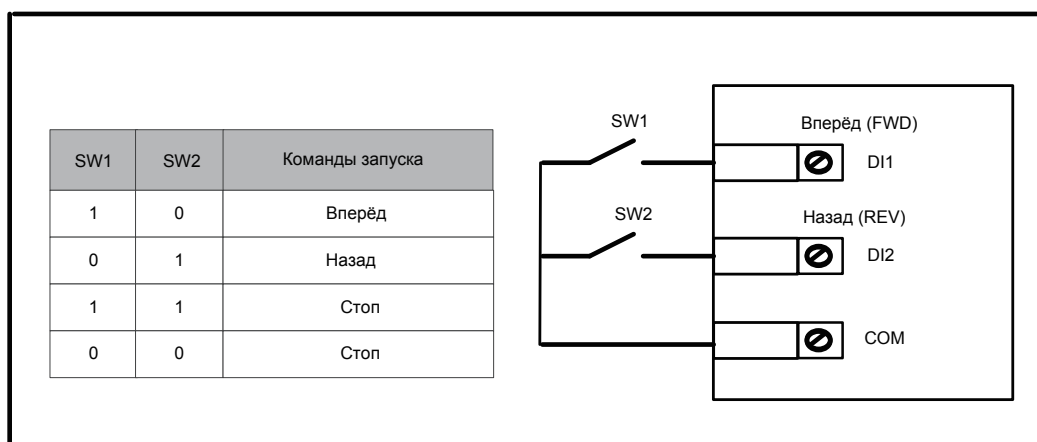 SW1 SW2 Команды запуска
1 0 Вперёд
0 1 Назад
1 1 Стоп
0 0 Стоп
SW1
Вперёд (FWD)
DI1
SW2
Назад (REV)
DI2
COM